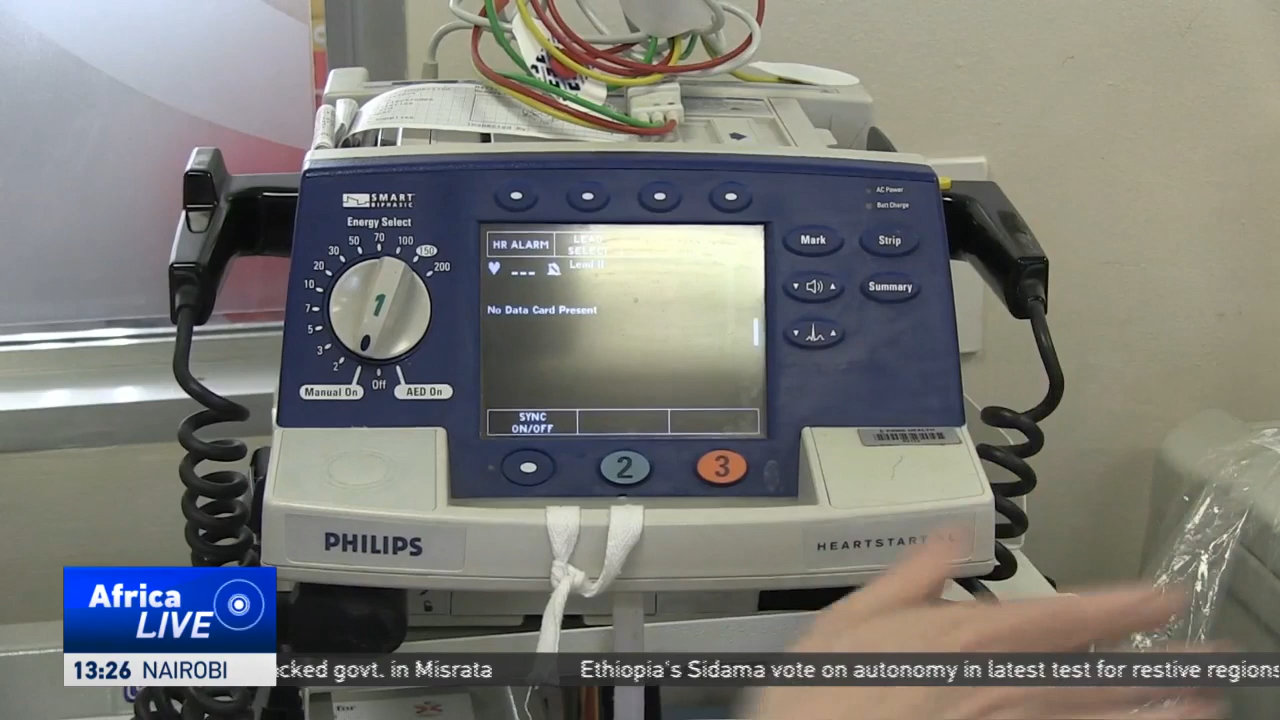 SMART
BIPHASIC
Energy Select
2 3 5 7 10 20 30 50 70 100 150 200
1
Manual On
Off
AED On
HR ALARM
LEAD
SELECT
Lead II
---
No Data Card Present
SYNC
ON/OFF
AC Power
Batt Charge
Mark
Strip
Summary
2
3
PHILIPS
HEARTSTART
Africa
LIVE
13:26 NAIROBI
cked govt. in Misrata
Ethiopia's Sidama vote on autonomy in latest test for restive regions